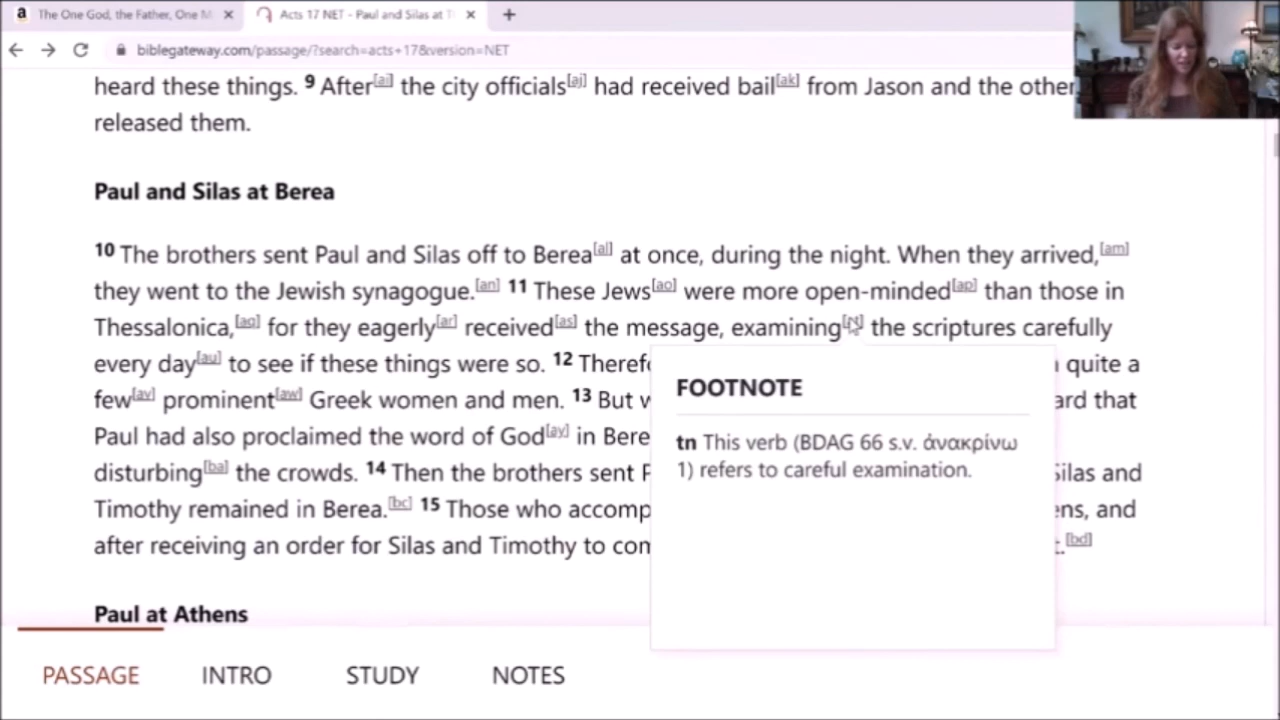 The One God, the Father, One M
Acts 17 NET - Paul and Silas at T
biblegateway.com/passage/?search=acts+17&version=NET
heard these things. 9 After[ai] the city officials[aj] had received bail[ak] from Jason and the other
released them.
Paul and Silas at Berea
10 The brothers sent Paul and Silas off to Berea[al] at once, during the night. When they arrived,[am]
they went to the Jewish synagogue.[an] 11 These Jews[ao] were more open-minded[ap] than those in
Thessalonica,[aq] for they eagerly[ar] received[as] the message, examining the scriptures carefully
every day[au] to see if these things were so. 12 Theref quite a
few[av] prominent[aw] Greek women and men. 13 But ard that
Paul had also proclaimed the word of God[ay] in Bere
disturbing[ba] the crowds. 14 Then the brothers sent Silas and
Timothy remained in Berea.[bc] 15 Those who accomp ens, and
after receiving an order for Silas and Timothy to con t.[bd]
FOOTNOTE
tn This verb (BDAG 66 s.v. ἀνακρίνω
1) refers to careful examination.
Paul at Athens
PASSAGE INTRO STUDY NOTES